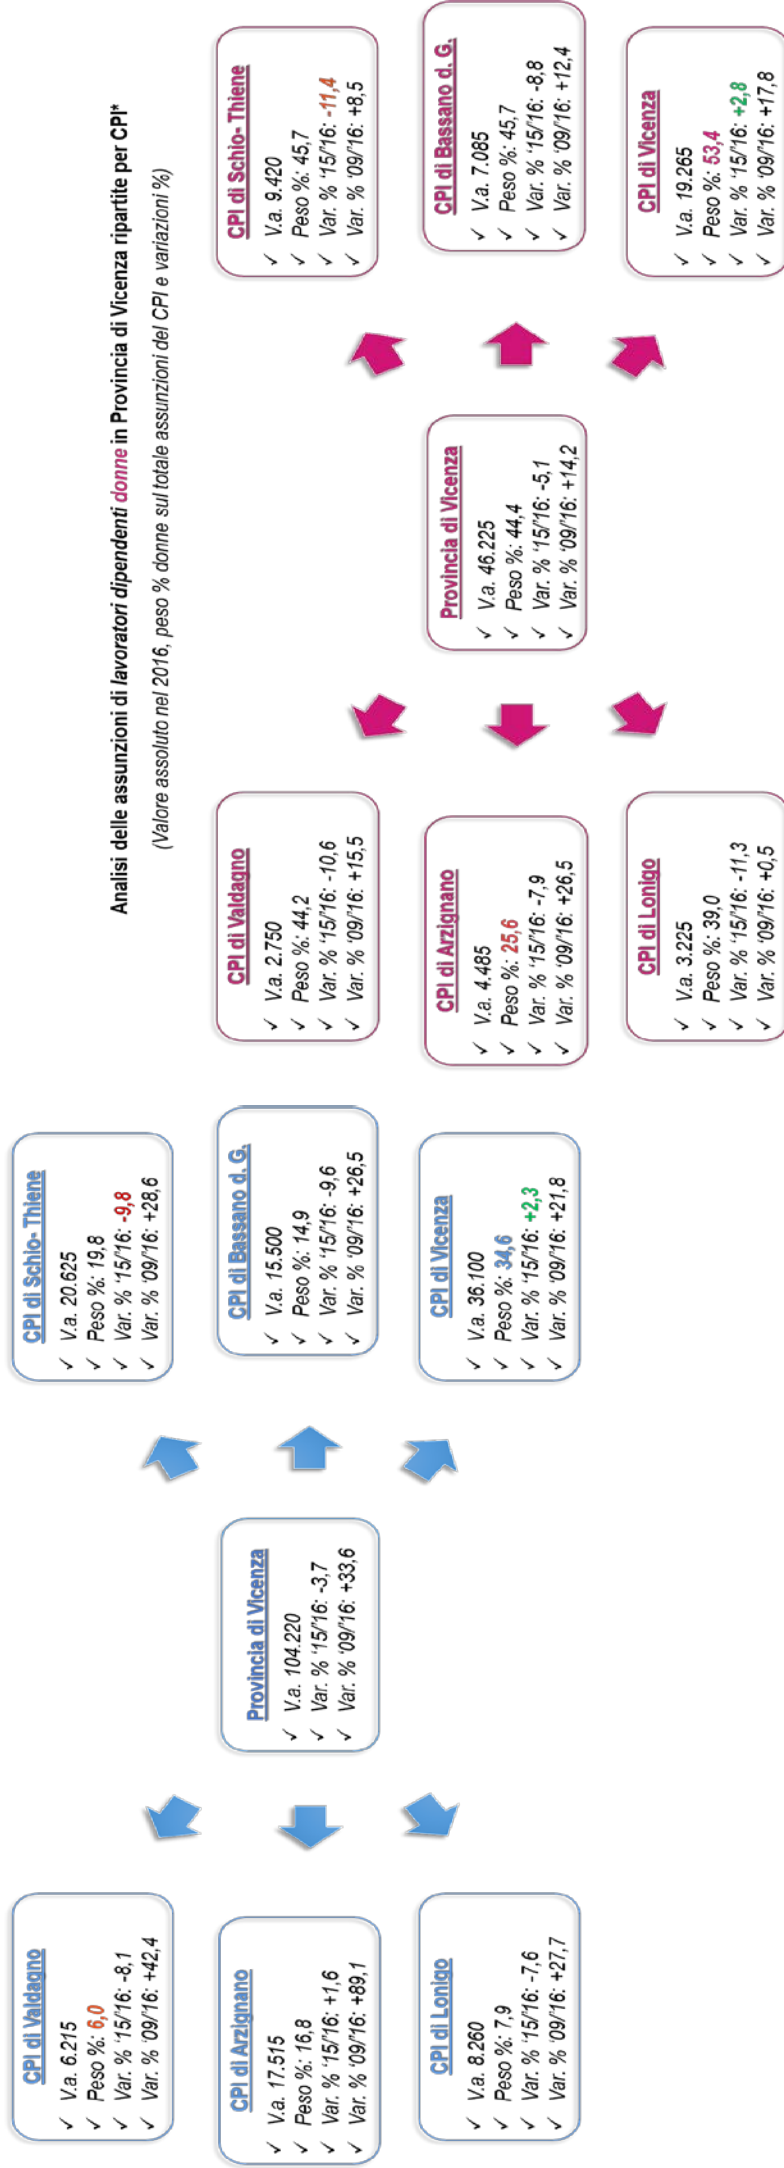 CPI di Valdagno
✓ V.a. 6.215
✓ Peso %: 6,0
✓ Var. % '15/'16: -8,1
✓ Var. % '09/'16: +42,4
CPI di Arzignano
✓ V.a. 17.515
✓ Peso %: 16,8
✓ Var. % '15/'16: +1,6
✓ Var. % '09/'16: +89,1
CPI di Lonigo
✓ V.a. 8.260
✓ Peso %: 7,9
✓ Var. % '15/'16: -7,6
✓ Var. % '09/'16: +27,7
Provincia di Vicenza
✓ V.a. 104.220
✓ Var. % '15/'16: -3,7
✓ Var. % '09/'16: +33,6
CPI di Schio- Thiene
✓ V.a. 20.625
✓ Peso %: 19,8
✓ Var. % '15/'16: -9,8
✓ Var. % '09/'16: +28,6
CPI di Bassano d. G.
✓ V.a. 15.500
✓ Peso %: 14,9
✓ Var. % '15/'16: -9,6
✓ Var. % '09/'16: +26,5
CPI di Vicenza
✓ V.a. 36.100
✓ Peso %: 34,6
✓ Var. % '15/'16: +2,3
✓ Var. % '09/'16: +21,8
Analisi delle assunzioni di lavoratori dipendenti donne in Provincia di Vicenza ripartite per CPI*
(Valore assoluto nel 2016, peso % donne sul totale assunzioni del CPI e variazioni %)
CPI di Valdagno
✓ V.a. 2.750
✓ Peso %: 44,2
✓ Var. % '15/'16: -10,6
✓ Var. % '09/'16: +15,5
CPI di Arzignano
✓ V.a. 4.485
✓ Peso %: 25,6
✓ Var. % '15/'16: -7,9
✓ Var. % '09/'16: +26,5
CPI di Lonigo
✓ V.a. 3.225
✓ Peso %: 39,0
✓ Var. % '15/'16: -11,3
✓ Var. % '09/'16: +0,5
Provincia di Vicenza
✓ V.a. 46.225
✓ Peso %: 44,4
✓ Var. % '15/'16: -5,1
✓ Var. % '09/'16: +14,2
CPI di Schio- Thiene
✓ V.a. 9.420
✓ Peso %: 45,7
✓ Var. % '15/'16: -11,4
✓ Var. % '09/'16: +8,5
CPI di Bassano d. G.
✓ V.a. 7.085
✓ Peso %: 45,7
✓ Var. % '15/'16: -8,8
✓ Var. % '09/'16: +12,4
CPI di Vicenza
✓ V.a. 19.265
✓ Peso %: 53,4
✓ Var. % '15/'16: +2,8
✓ Var. % '09/'16: +17,8